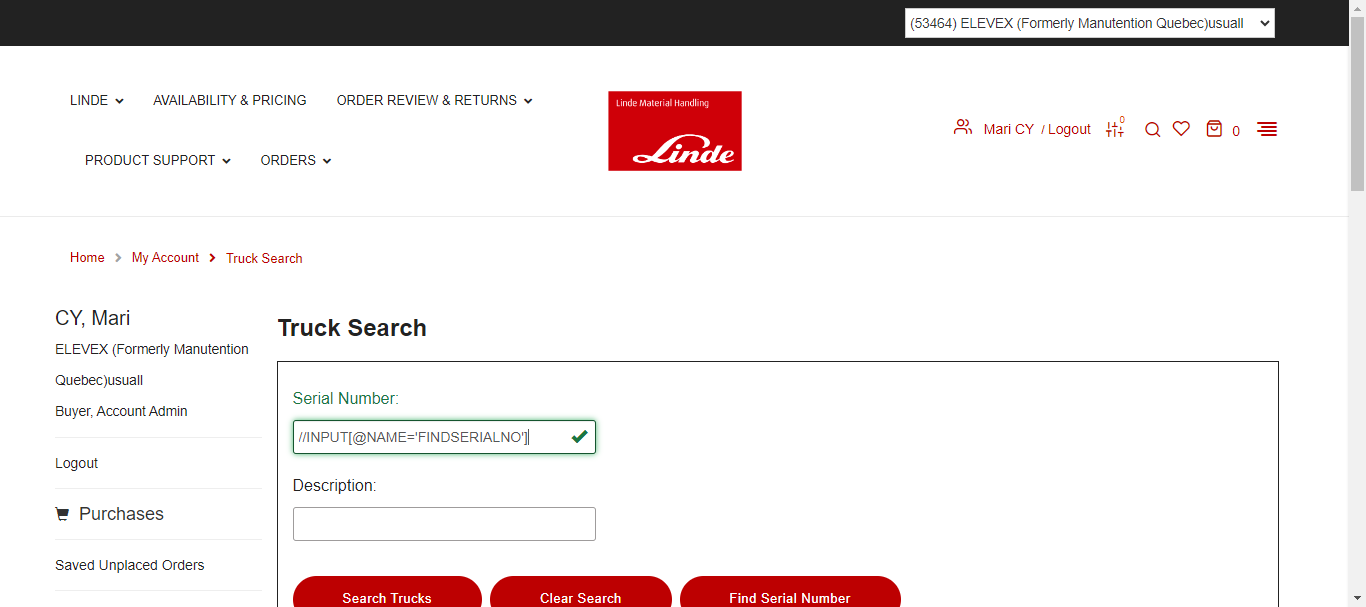 (53464) ELEVEX (Formerly Manutention Quebec)usuall
LINDE
AVAILABILITY & PRICING
ORDER REVIEW & RETURNS
Linde Material Handling
Linde
Mari CY / Logout
0
0
PRODUCT SUPPORT
ORDERS
Home
My Account
Truck Search
CY, Mari
ELEVEX (Formerly Manutention
Quebec)usuall
Buyer, Account Admin
Logout
Purchases
Saved Unplaced Orders
Truck Search
Serial Number:
//INPUT[@NAME='FINDSERIALNO']
Description:
Search Trucks
Clear Search
Find Serial Number